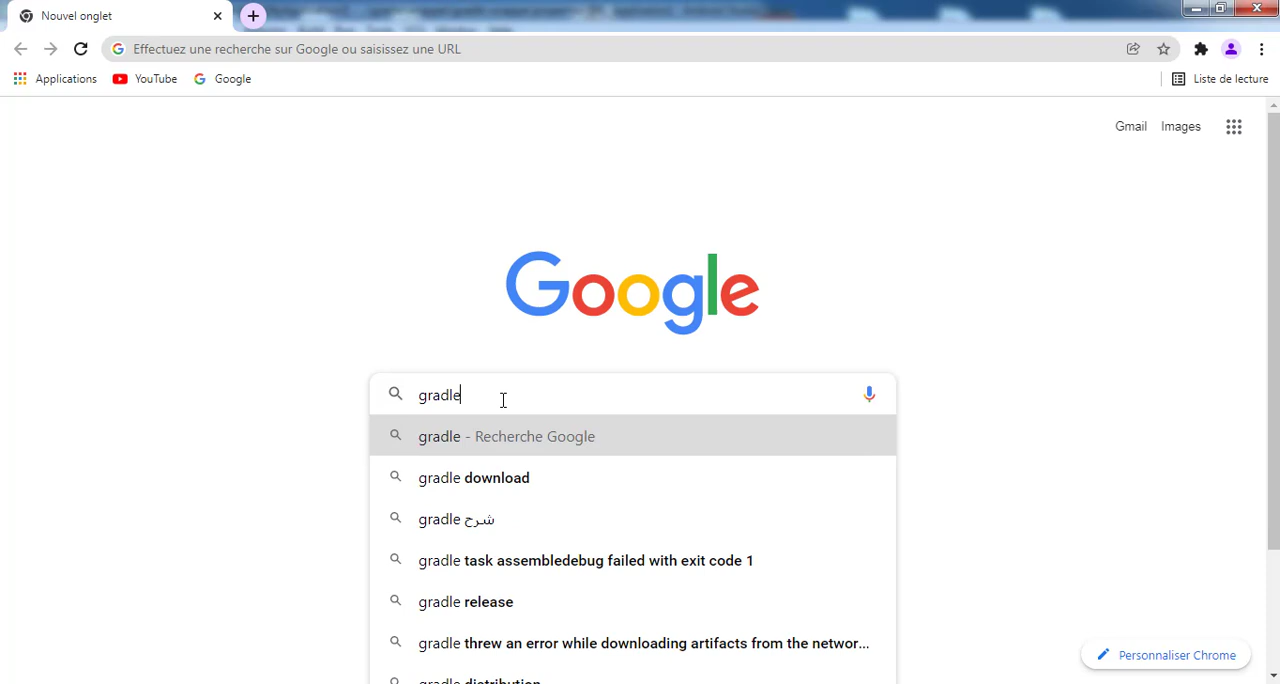 Nouvel onglet
Effectuez une recherche sur Google ou saisissez une URL
Applications YouTube Google Liste de lecture
Gmail Images
Google
gradle
gradle - Recherche Google
gradle download
gradle شرح
gradle task assembledebug failed with exit code 1
gradle release
gradle threw an error while downloading artifacts from the networ...
gradle distribution
Personnaliser Chrome